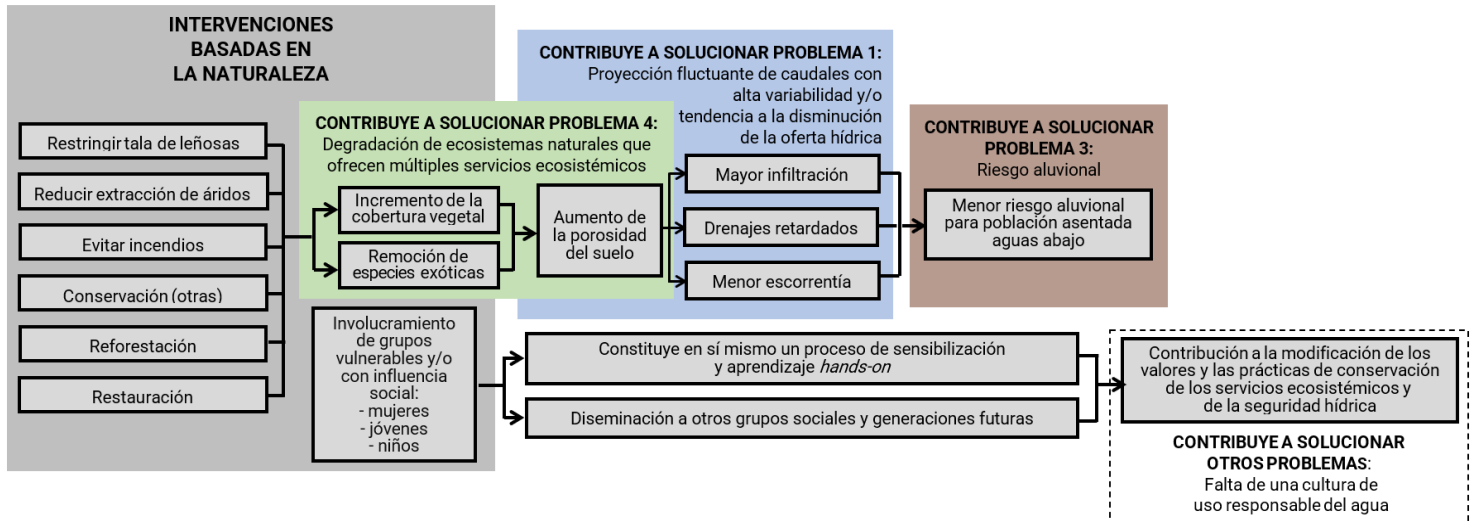 INTERVENCIONES
BASADAS EN
LA NATURALEZA
Restringir tala de leñosas
Reducir extracción de áridos
Evitar incendios
Conservación (otras)
Reforestación
Restauración
CONTRIBUYE A SOLUCIONAR PROBLEMA 4:
Degradación de ecosistemas naturales que
ofrecen múltiples servicios ecosistémicos
Incremento de la
cobertura vegetal
Remoción de
especies exóticas
Aumento de
la porosidad
del suelo
CONTRIBUYE A SOLUCIONAR PROBLEMA 1:
Proyección fluctuante de caudales con
alta variabilidad y/o
tendencia a la disminución
de la oferta hídrica
Mayor infiltración
Drenajes retardados
Menor escorrentía
CONTRIBUYE A SOLUCIONAR
PROBLEMA 3:
Riesgo aluvional
Menor riesgo aluvional
para población asentada
aguas abajo
Involucramiento
de grupos
vulnerables y/o
con influencia
social:
- mujeres
- jóvenes
- niños
Constituye en sí mismo un proceso de sensibilización
y aprendizaje hands-on
Diseminación a otros grupos sociales y generaciones futuras
Contribución a la modificación de los
valores y las prácticas de conservación
de los servicios ecosistémicos y
de la seguridad hídrica
CONTRIBUYE A SOLUCIONAR
OTROS PROBLEMAS:
Falta de una cultura de
uso responsable del agua